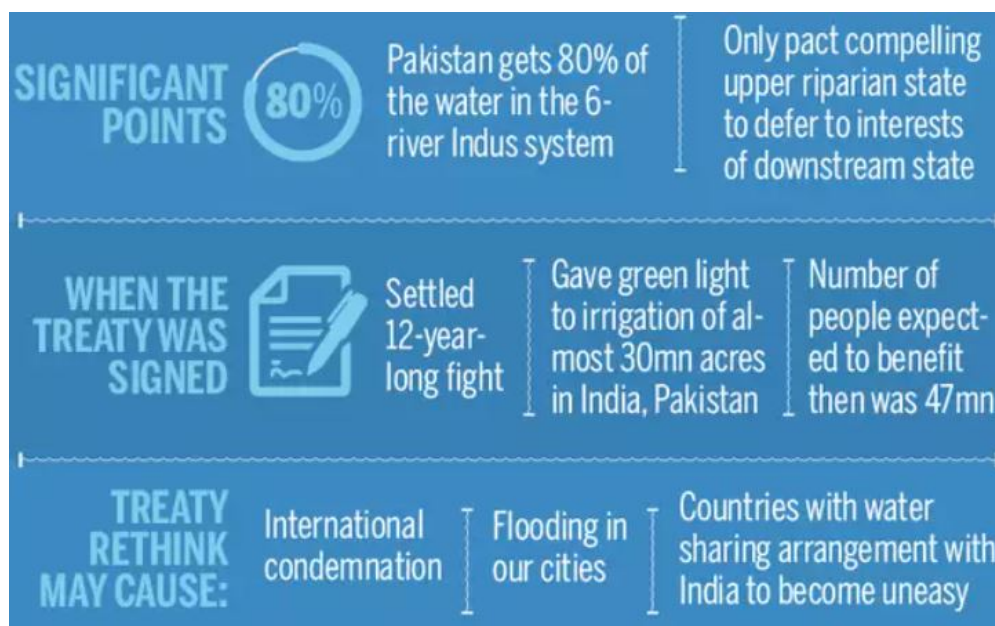 SIGNIFICANT
POINTS
80%
Pakistan gets 80% of
the water in the 6-
river Indus system
Only pact compelling
upper riparian state
to defer to interests
of downstream state
WHEN THE
TREATY WAS
SIGNED
Settled
12-year-
long fight
Gave green light
to irrigation of al-
most 30mn acres
in India, Pakistan
Number of
people expect-
ed to benefit
then was 47mn
TREATY
RETHINK
MAY CAUSE:
International
condemnation
Flooding in
our cities
Countries with water
sharing arrangement with
India to become uneasy